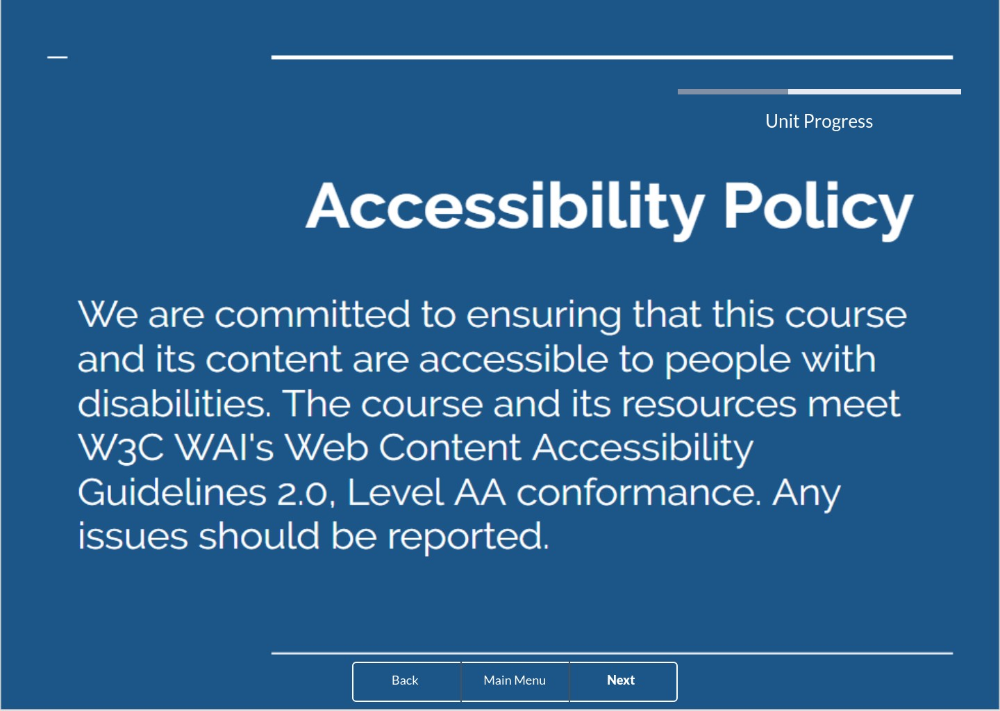 Unit Progress
Accessibility Policy
We are committed to ensuring that this course
and its content are accessible to people with
disabilities. The course and its resources meet
W3C WAI's Web Content Accessibility
Guidelines 2.0, Level AA conformance. Any
issues should be reported.
Back
Main Menu
Next